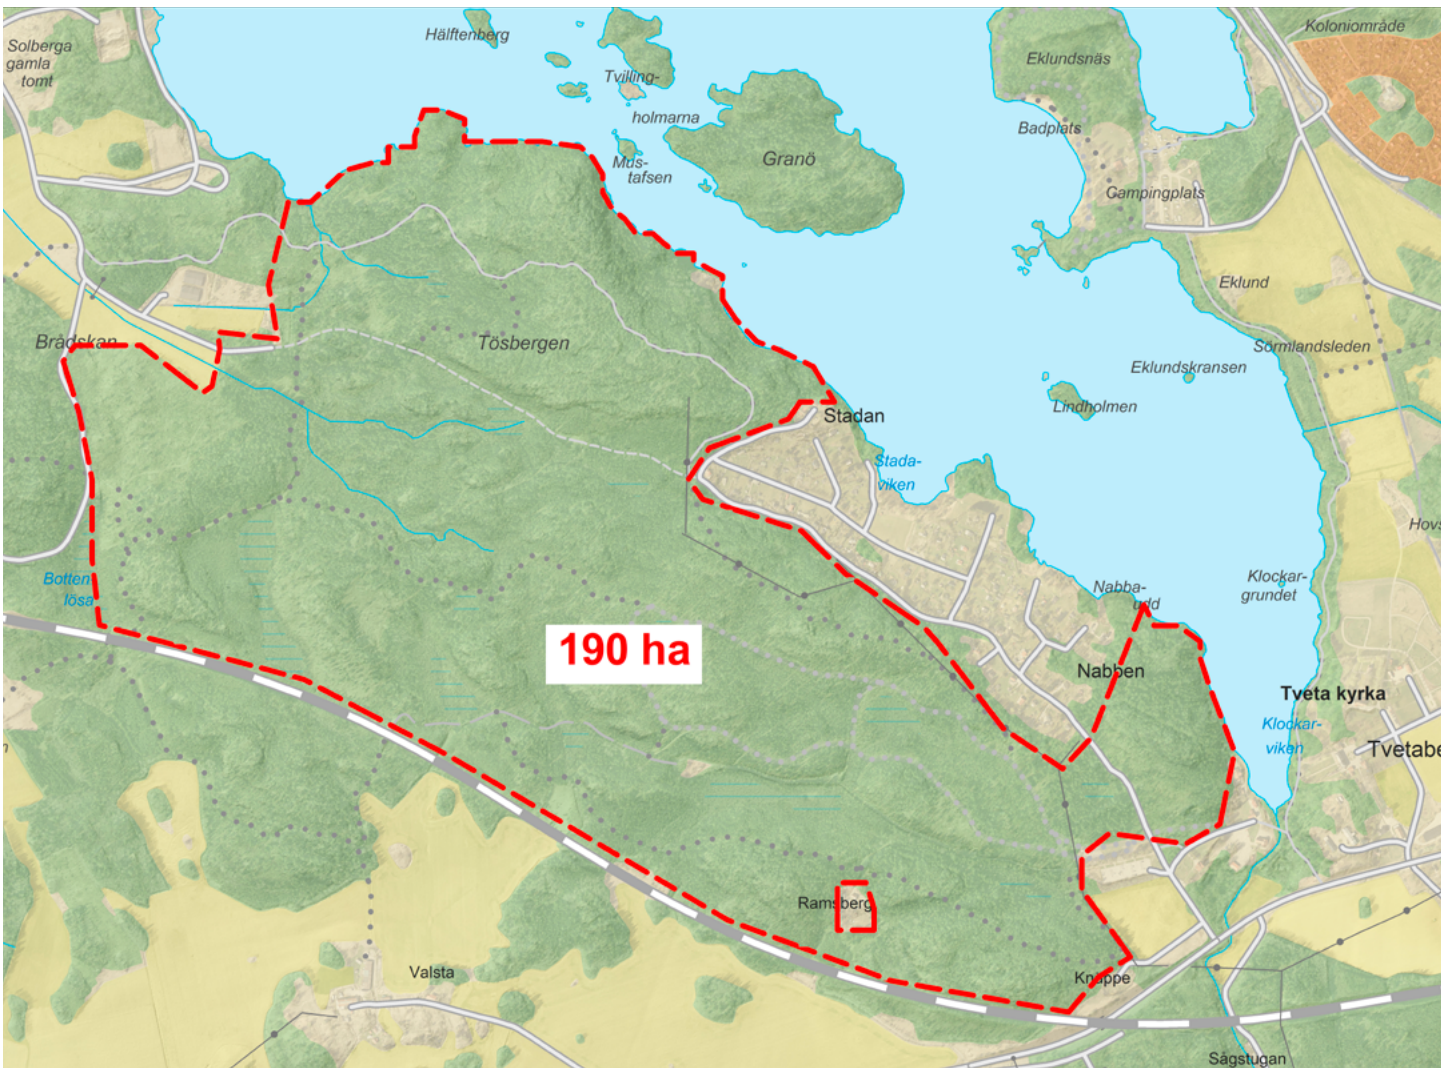 Solberga
gamla
tomt
Hälftenberg
Tvilling-
holmarna
Mus-
tafsen
Granö
Eklundsnäs
Badplats
Campingplats
Koloniområde
Eklund
Sörmlandsleden
Eklundskransen
Lindholmen
Brådskan
Tösbergen
Stadan
Stada-
viken
Hovs
Botten
lösa
190 ha
Nabba-
udd
Klockar-
grundet
Nabben
Tveta kyrka
Klockar-
viken
Tvetabe
Ramsberg
Valsta
Knäppe
Sågstugan